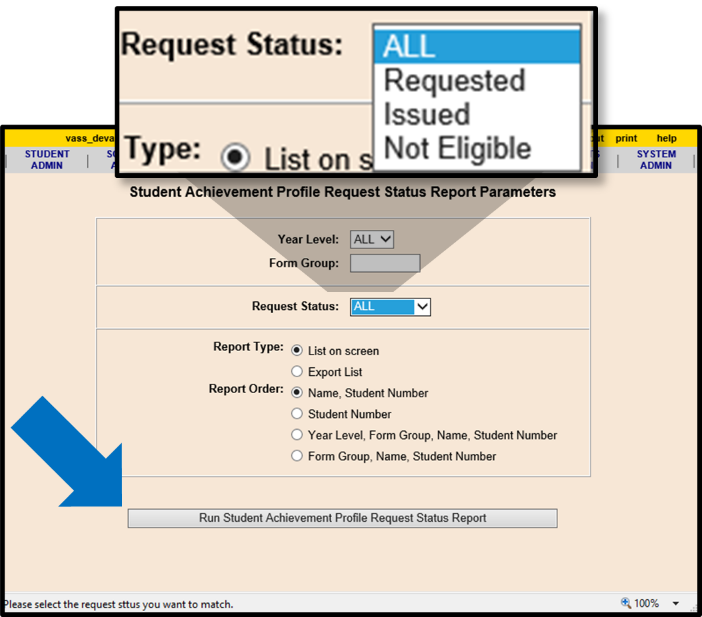 Request Status:
ALL
Requested
Issued
Not Eligible
Type:
List on s
vass_deva
print help
STUDENT
ADMIN
SYSTEM
ADMIN
Student Achievement Profile Request Status Report Parameters
Year Level: ALL
Form Group:
Request Status: ALL
Report Type: List on screen
Export List
Report Order: Name, Student Number
Student Number
Year Level, Form Group, Name, Student Number
Form Group, Name, Student Number
Run Student Achievement Profile Request Status Report
Please select the request sttus you want to match.
100%